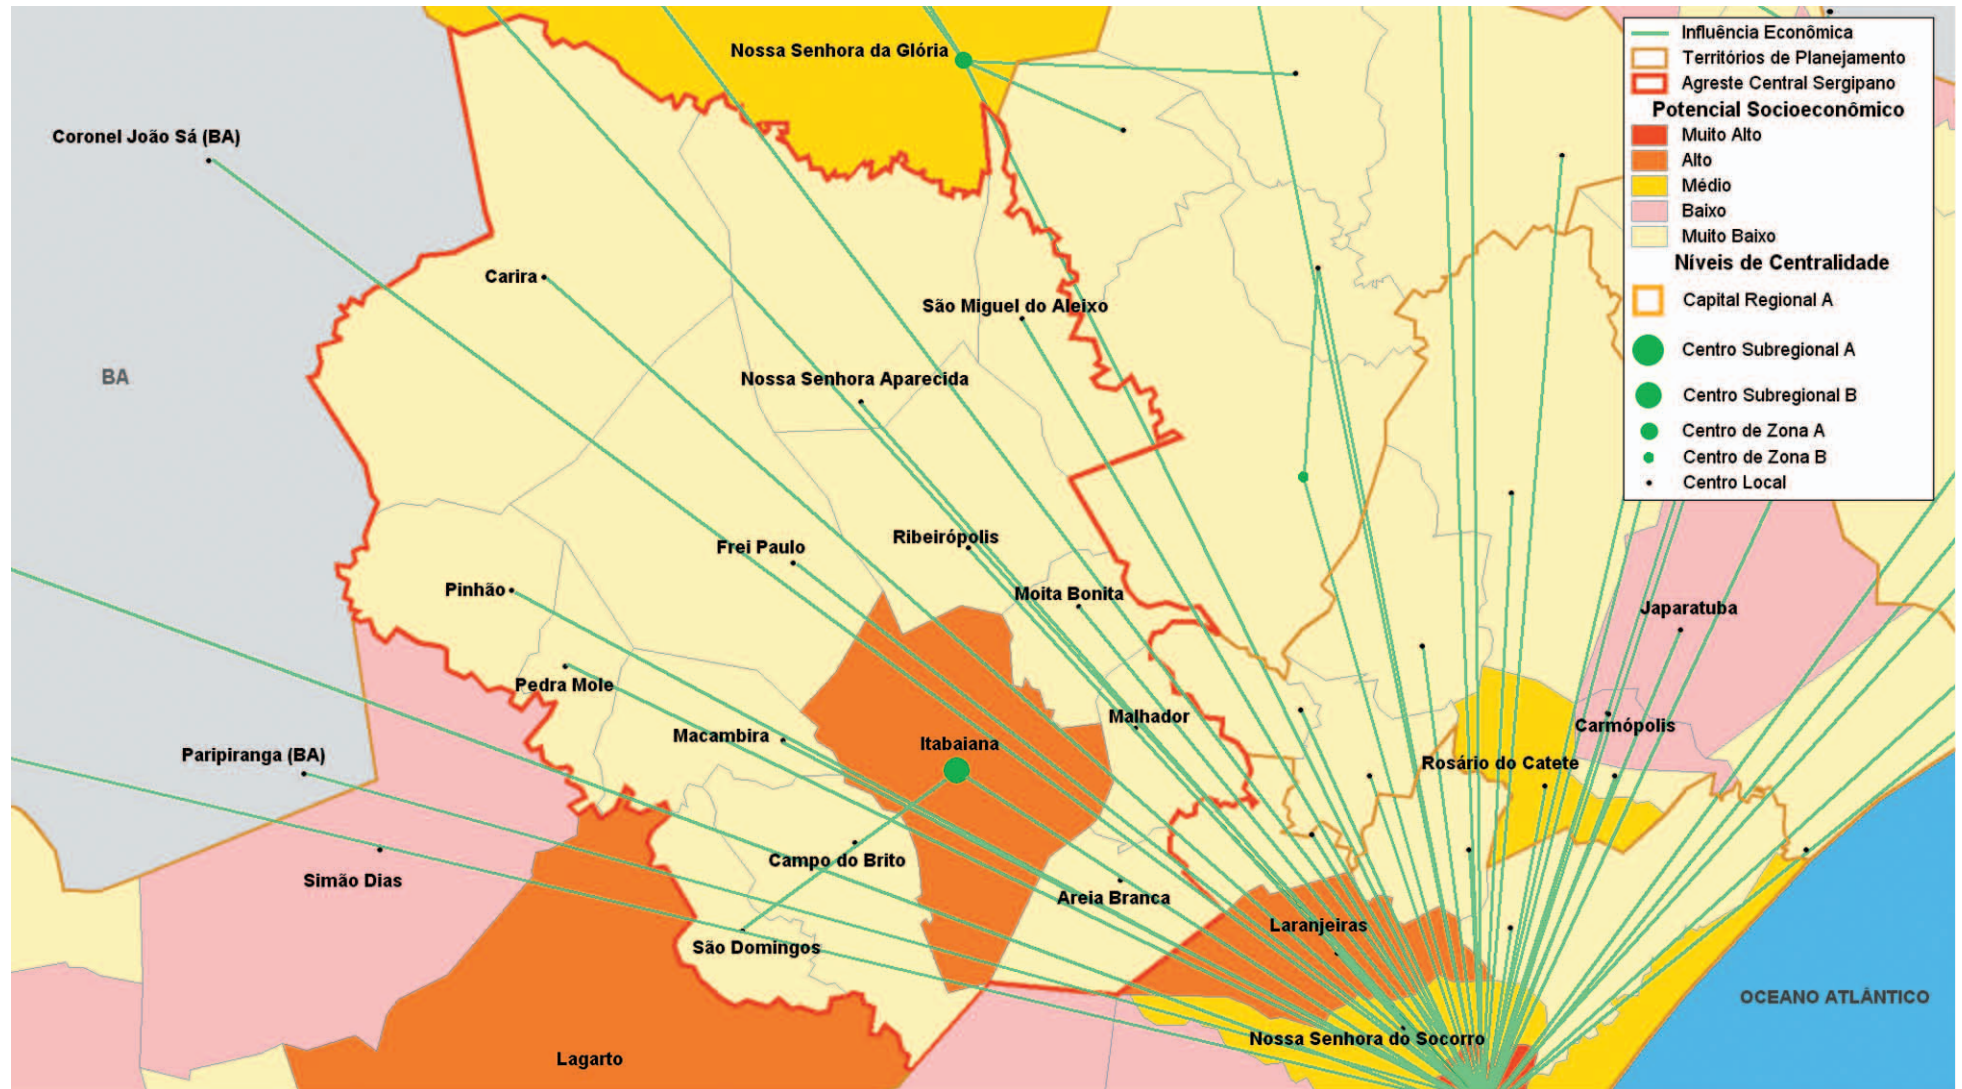 Influência Econômica
Territórios de Planejamento
Agreste Central Sergipano
Potencial Socioeconômico
Muito Alto
Alto
Médio
Baixo
Muito Baixo
Níveis de Centralidade
Capital Regional A
Centro Subregional A
Centro Subregional B
Centro de Zona A
Centro de Zona B
Centro Local
Nossa Senhora da Glória
Coronel João Sá (BA)
Carira
São Miguel do Aleixo
BA
Nossa Senhora Aparecida
Ribeirópolis
Frei Paulo
Pinhão
Moita Bonita
Japaratuba
Pedra Mole
Malhador
Carmópolis
Macambira
Itabaiana
Paripiranga (BA)
Rosário do Catete
Campo do Brito
Simão Dias
Areia Branca
Laranjeiras
São Domingos
OCEANO ATLÂNTICO
Nossa Senhora do Socorro
Lagarto